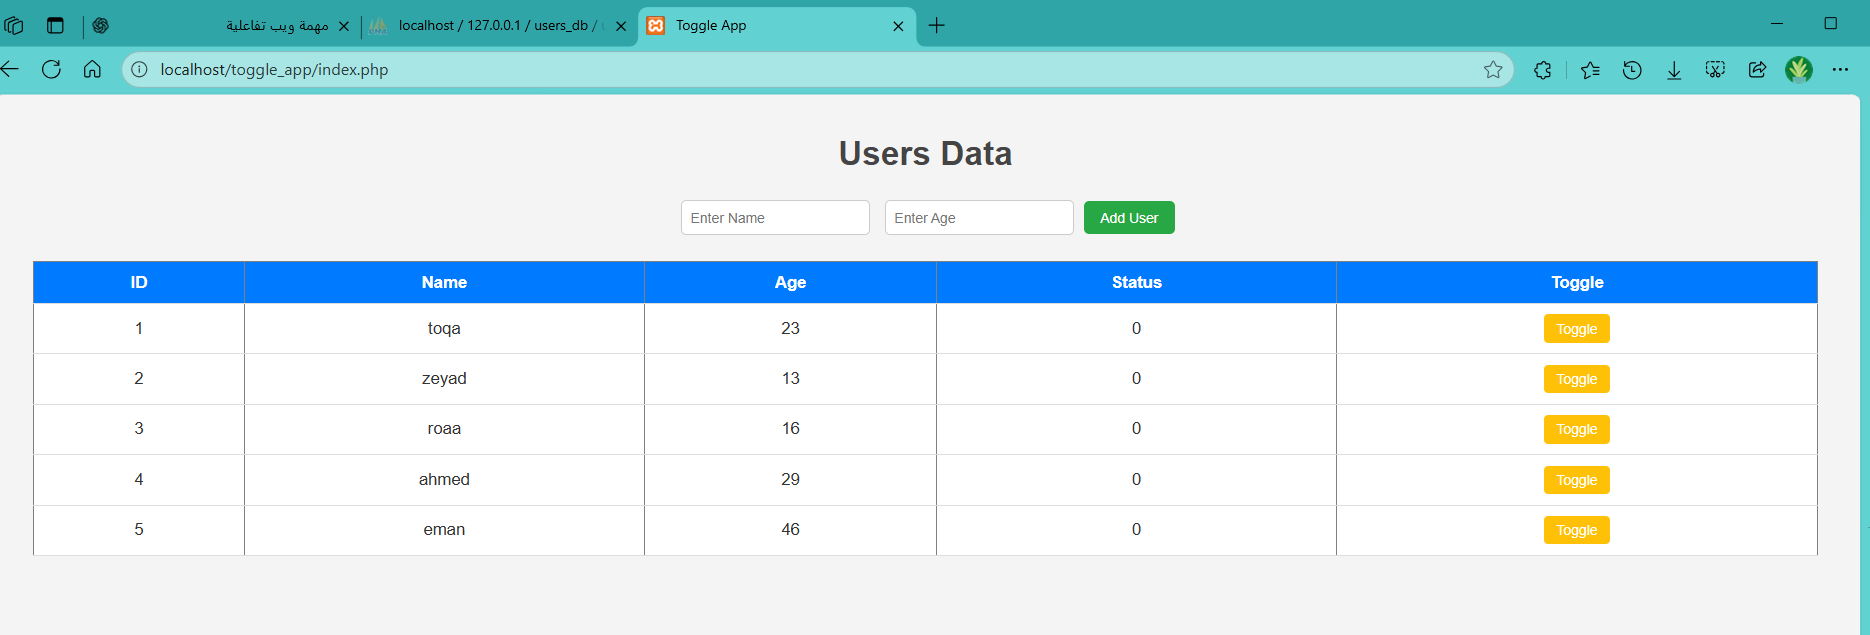 مهمة ويب تفاعلية
localhost / 127.0.0.1 / users_db /
Toggle App
localhost/toggle_app/index.php
Users Data
Enter Name Enter Age Add User
ID Name Age Status Toggle
1 toqa 23 0 Toggle
2 zeyad 13 0 Toggle
3 roaa 16 0 Toggle
4 ahmed 29 0 Toggle
5 eman 46 0 Toggle